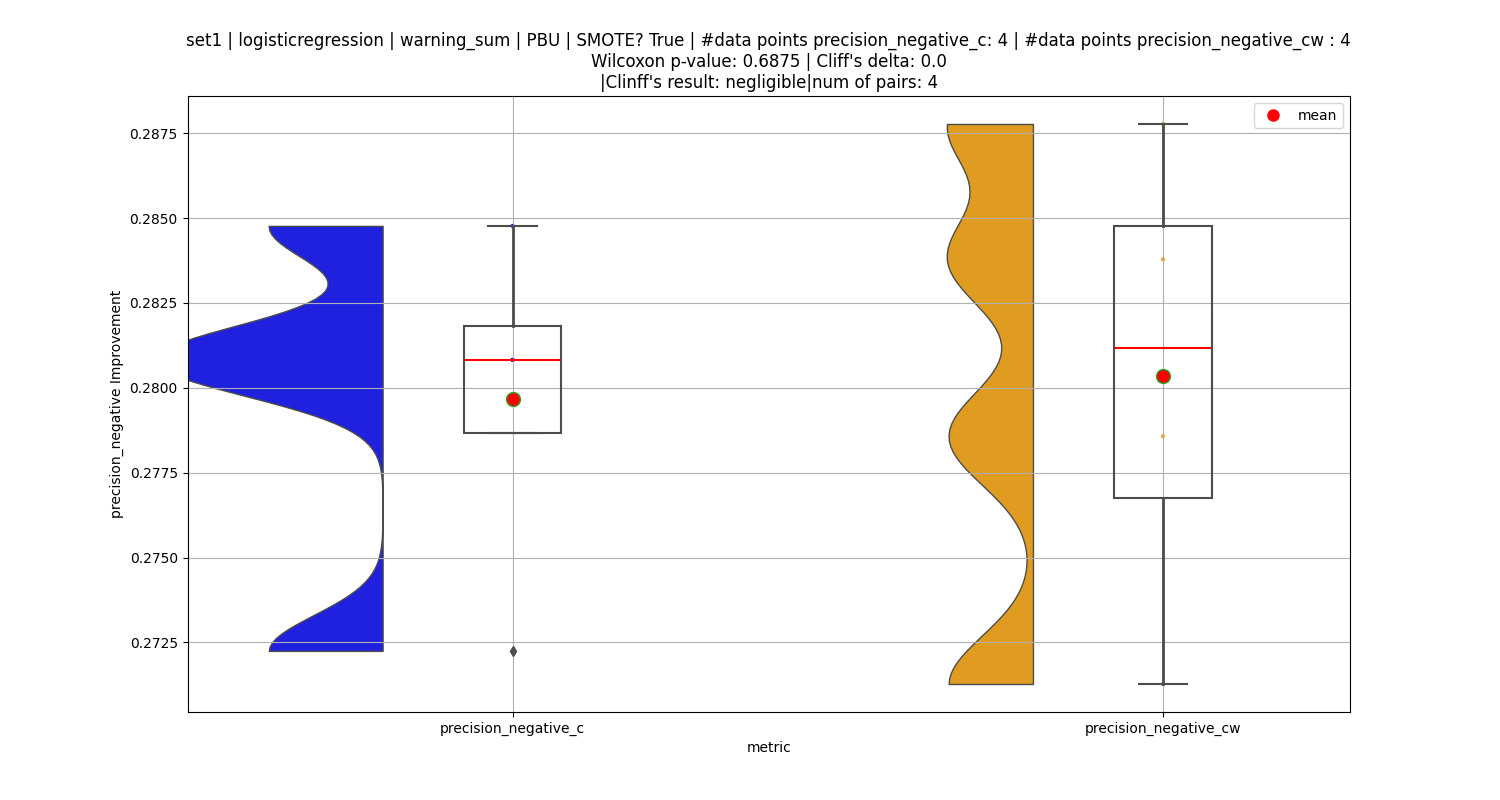 set1 | logisticregression | warning_sum | PBU | SMOTE? True | #data points precision_negative_c: 4 | #data points precision_negative_cw : 4
Wilcoxon p-value: 0.6875 | Cliff's delta: 0.0
|Clinff's result: negligible|num of pairs: 4
mean
0.2875
0.2850
0.2825
0.2800
0.2775
0.2750
0.2725
precision_negative Improvement
precision_negative_c
precision_negative_cw
metric